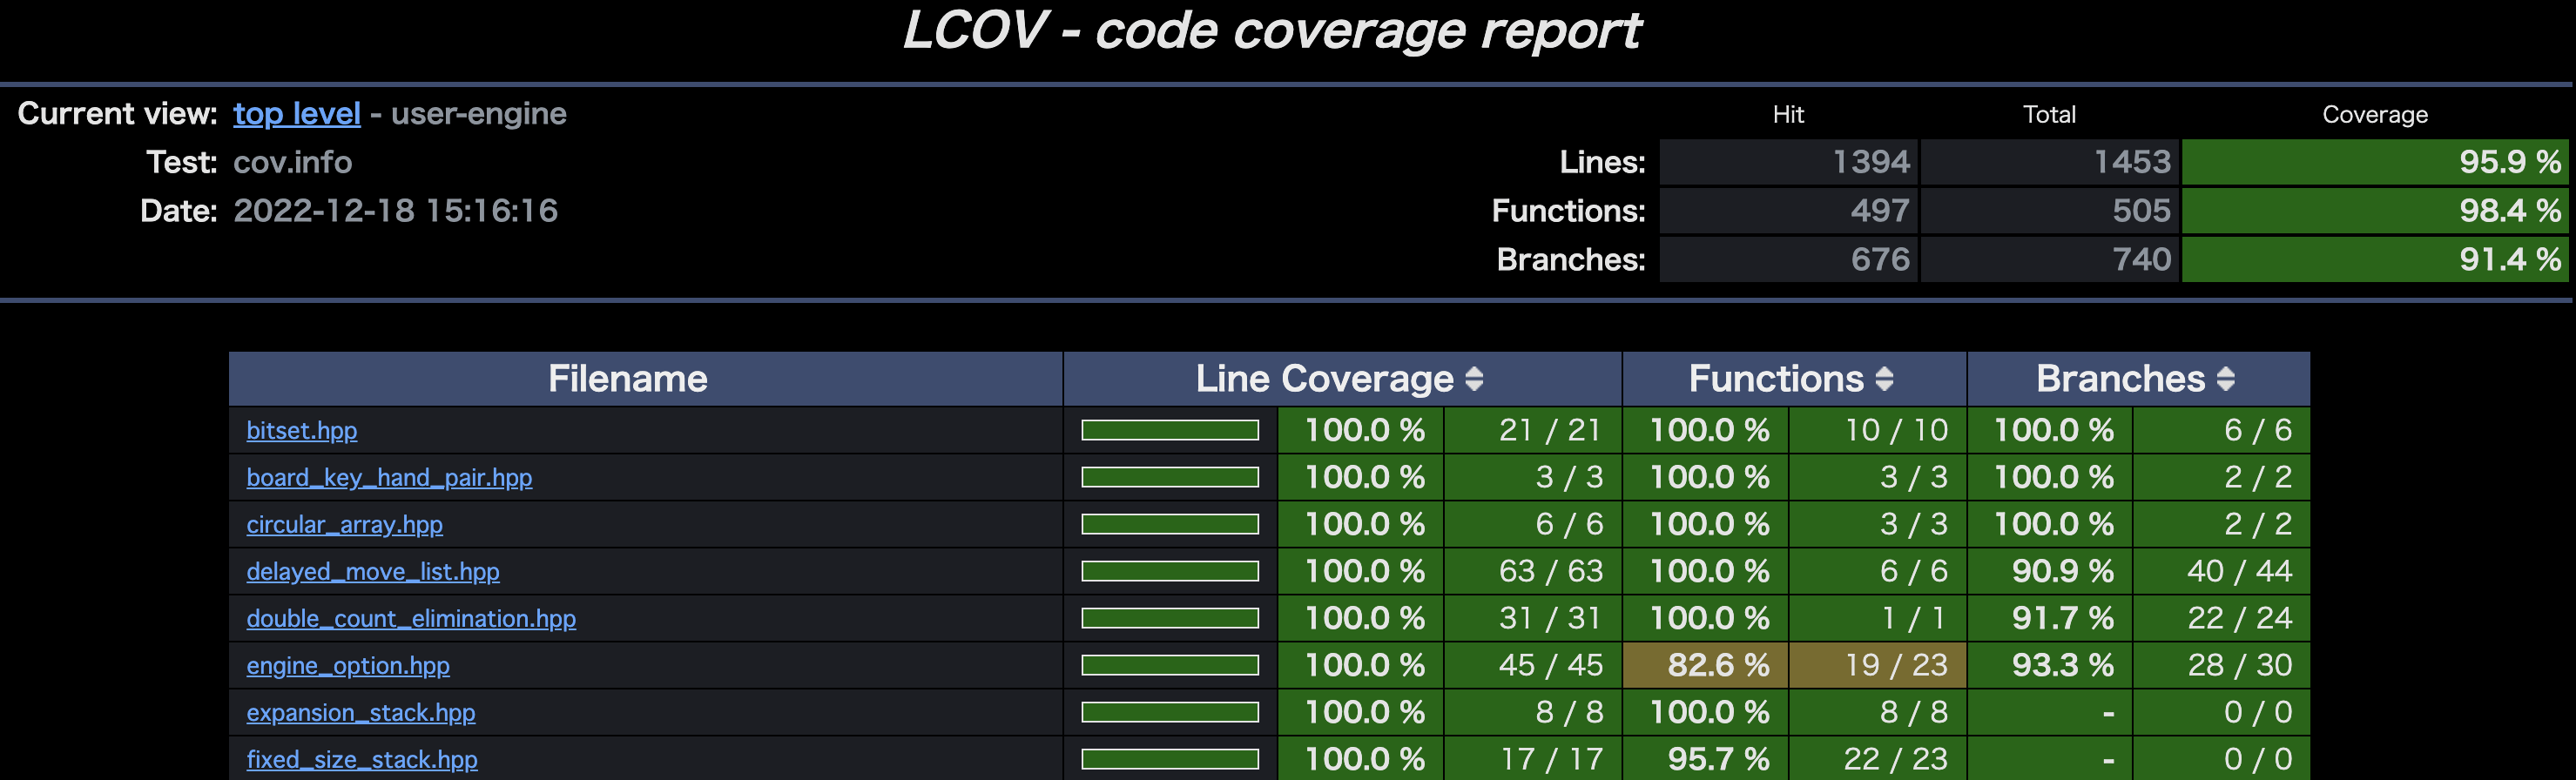 LCOV - code coverage report
Current view: top level - user-engine
Test: cov.info
Date: 2022-12-18 15:16:16
Hit Total Coverage
Lines: 1394 1453 95.9 %
Functions: 497 505 98.4 %
Branches: 676 740 91.4 %
Filename Line Coverage Functions Branches
bitset.hpp 100.0 % 21 / 21 100.0 % 10 / 10 100.0 % 6 / 6
board_key_hand_pair.hpp 100.0 % 3 / 3 100.0 % 3 / 3 100.0 % 2 / 2
circular_array.hpp 100.0 % 6 / 6 100.0 % 3 / 3 100.0 % 2 / 2
delayed_move_list.hpp 100.0 % 63 / 63 100.0 % 6 / 6 90.9 % 40 / 44
double_count_elimination.hpp 100.0 % 31 / 31 100.0 % 1 / 1 91.7 % 22 / 24
engine_option.hpp 100.0 % 45 / 45 82.6 % 19 / 23 93.3 % 28 / 30
expansion_stack.hpp 100.0 % 8 / 8 100.0 % 8 / 8 - 0 / 0
fixed_size_stack.hpp 100.0 % 17 / 17 95.7 % 22 / 23 - 0 / 0